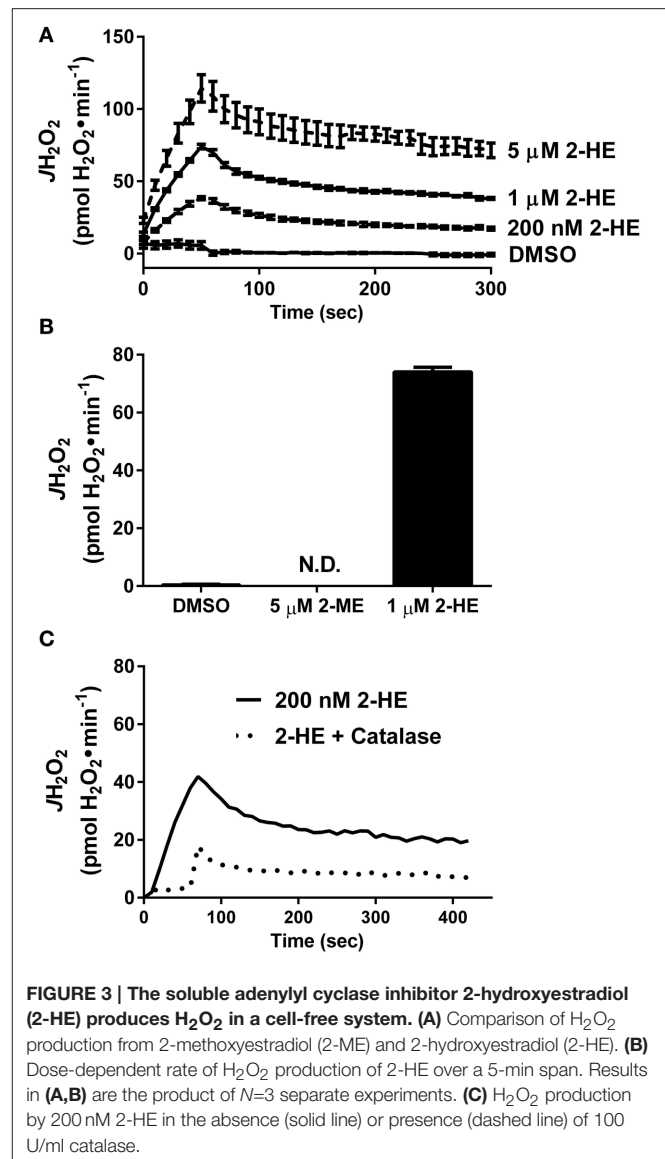 A
150
100
50
0
JH₂O₂
(pmol H₂O₂•min⁻¹)
5 μM 2-HE
1 μM 2-HE
200 nM 2-HE
DMSO
0 100 200 300
Time (sec)
B
80
60
40
20
0
JH₂O₂
(pmol H₂O₂•min⁻¹)
N.D.
DMSO 5 μM 2-ME 1 μM 2-HE
C
80
60
40
20
0
JH₂O₂
(pmol H₂O₂•min⁻¹)
200 nM 2-HE
2-HE + Catalase
0 100 200 300 400
Time (sec)
FIGURE 3 | The soluble adenylyl cyclase inhibitor 2-hydroxyestradiol
(2-HE) produces H₂O₂ in a cell-free system. (A) Comparison of H₂O₂
production from 2-methoxyestradiol (2-ME) and 2-hydroxyestradiol (2-HE). (B)
Dose-dependent rate of H₂O₂ production of 2-HE over a 5-min span. Results
in (A,B) are the product of N=3 separate experiments. (C) H₂O₂ production
by 200 nM 2-HE in the absence (solid line) or presence (dashed line) of 100
U/ml catalase.